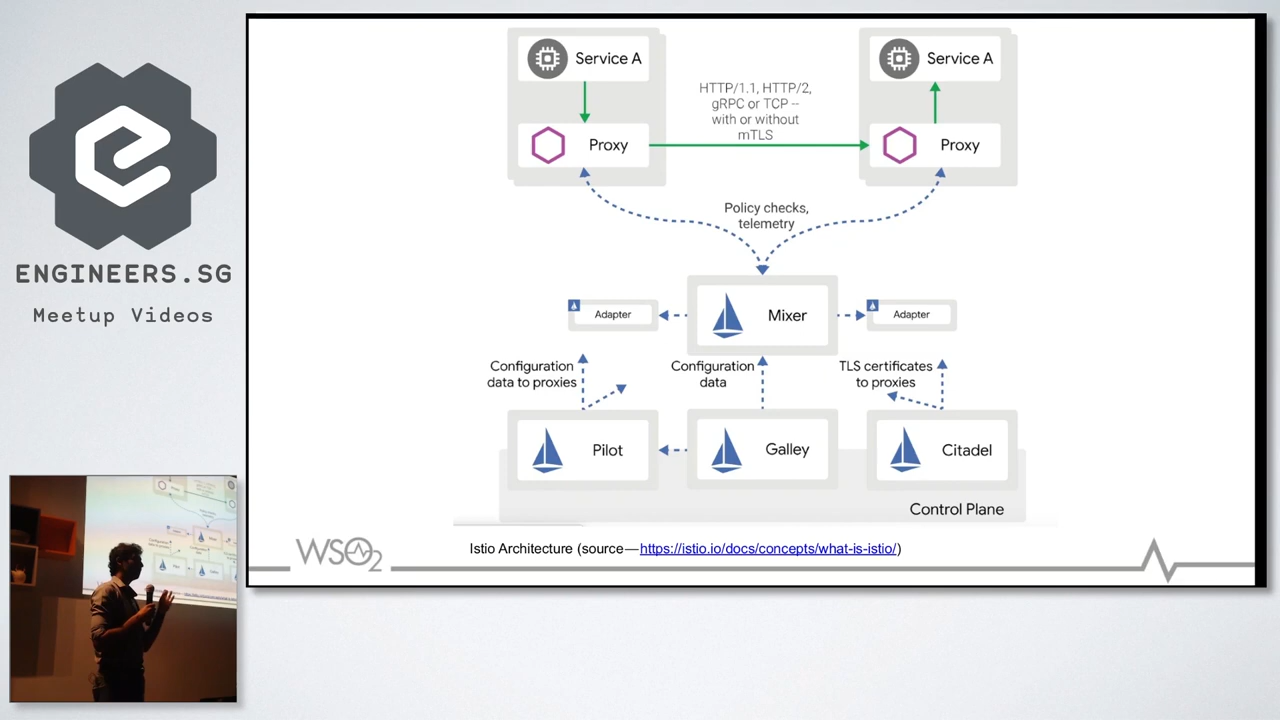 ENGINEERS.SG
Meetup Videos
Service A
Proxy
HTTP/1.1, HTTP/2,
gRPC or TCP --
with or without
mTLS
Service A
Proxy
Policy checks,
telemetry
Adapter
Mixer
Adapter
Configuration
data to proxies
Configuration
data
TLS certificates
to proxies
Pilot
Galley
Citadel
Control Plane
WSO2
Istio Architecture (source—https://istio.io/docs/concepts/what-is-istio/)